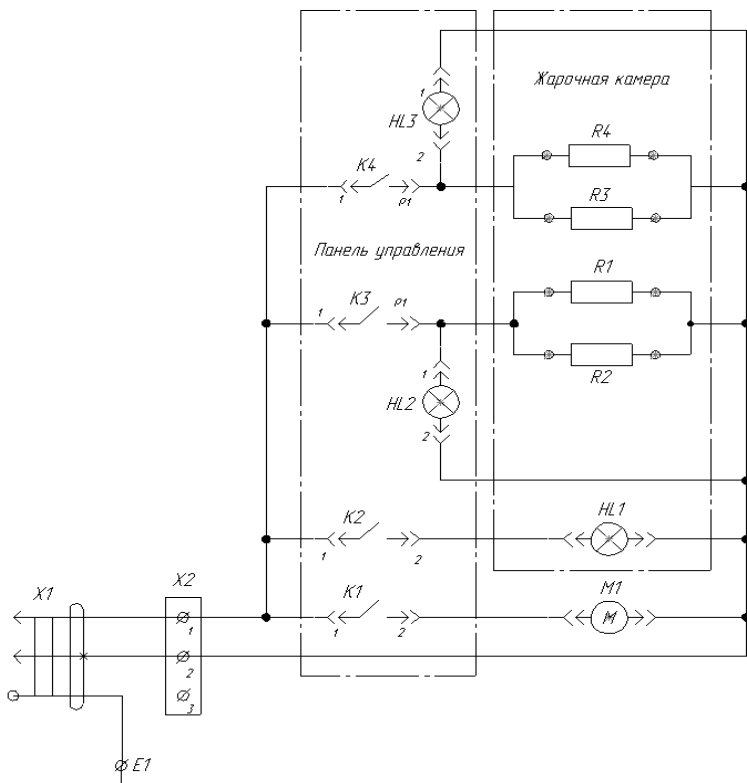 Жарочная камера
1
HL3
R4
2
K4
1
P1
R3
Панель управления
R1
K3
P1
1
1
R2
HL2
2
K2
HL1
1
2
X1
X2
K1
M1
1
1
2
M
2
3
E1